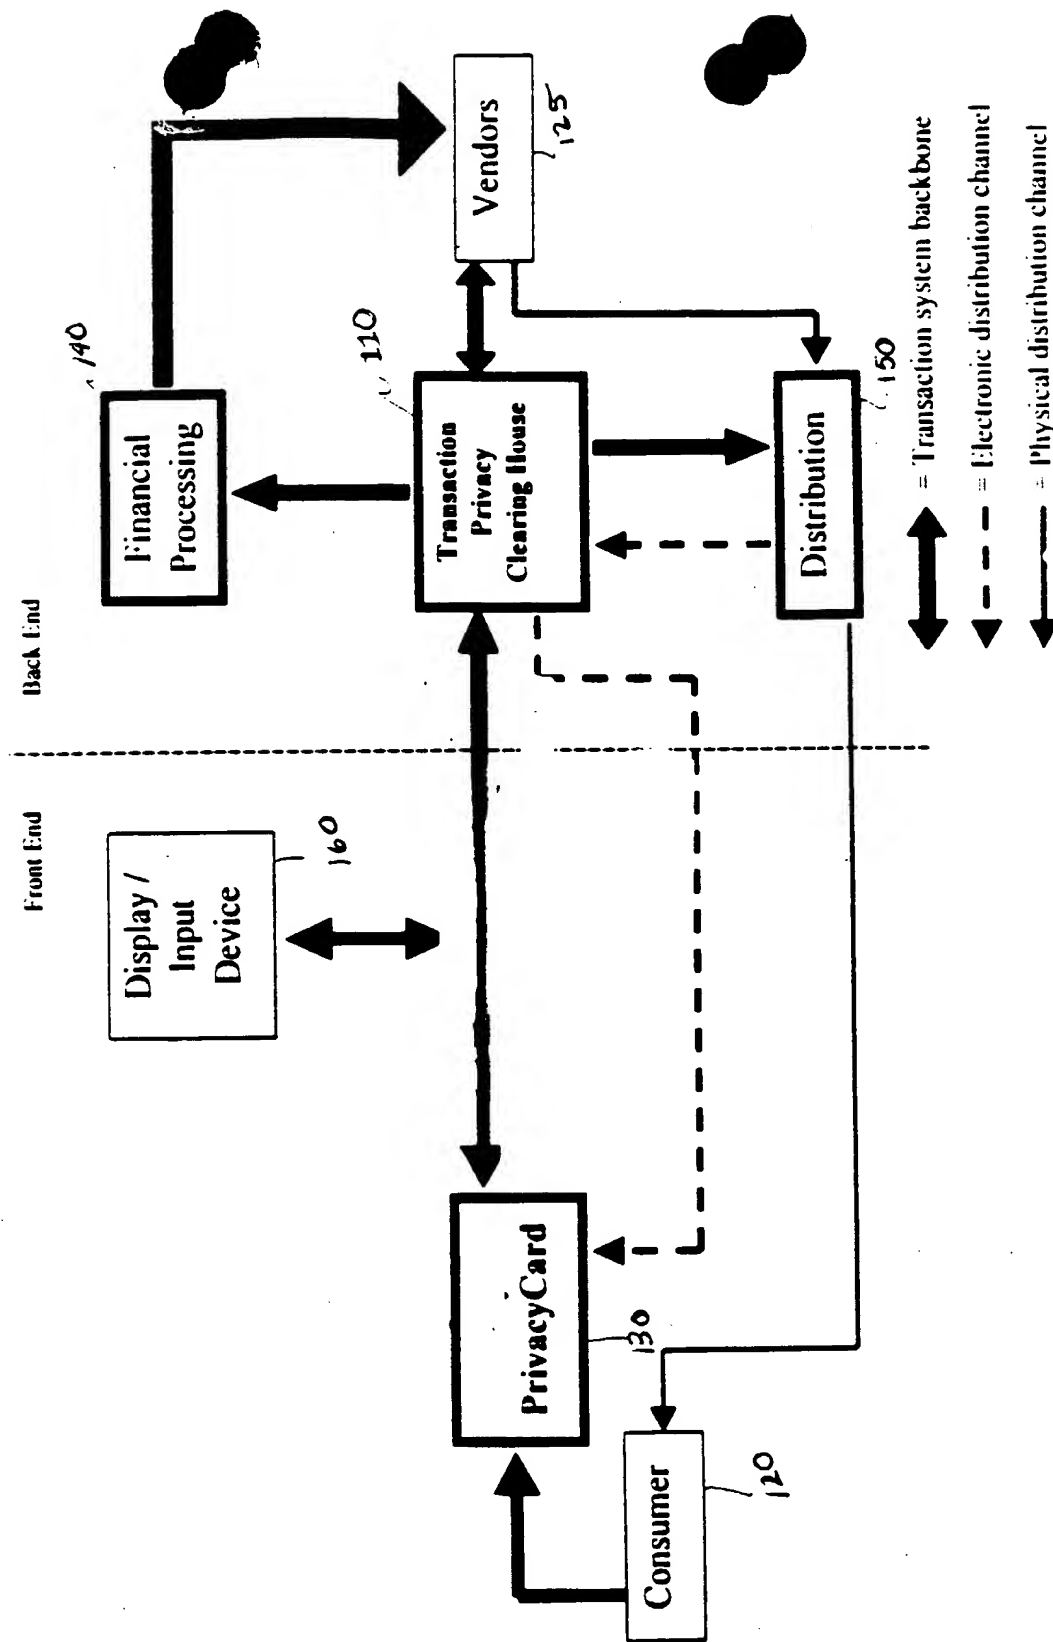 Front End
Back End
Display /
Input
Device
160
Financial
Processing
140
PrivacyCard
130
Transaction
Privacy
Clearing House
110
Vendors
125
Consumer
120
Distribution
150
= Transaction system backbone
= Electronic distribution channel
= Physical distribution channel